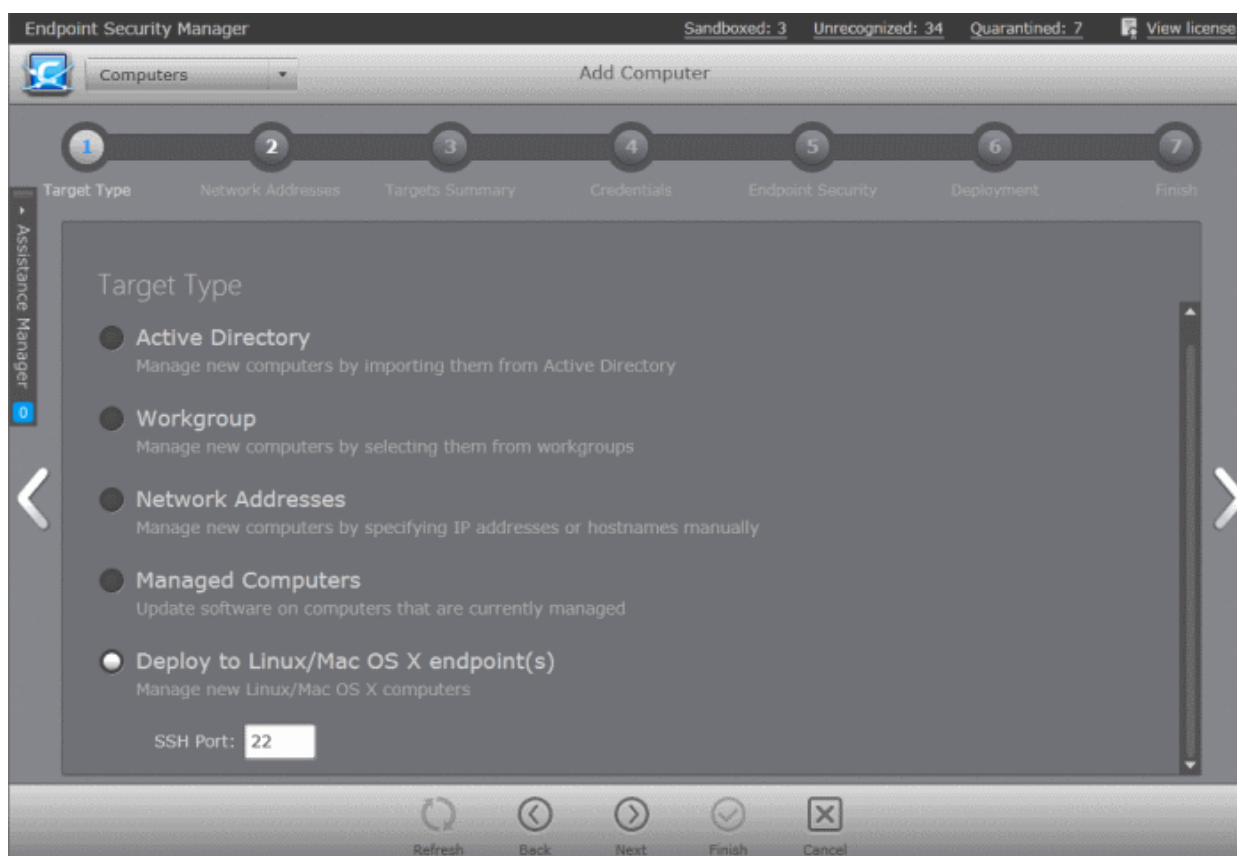 Endpoint Security Manager Sandboxed: 3 Unrecognized: 34 Quarantined: 7 View license
Computers Add Computer
1 2 3 4 5 6 7
Target Type Network Addresses Targets Summary Credentials Endpoint Security Deployment Finish
Assistance Manager
0
Target Type
Active Directory
Manage new computers by importing them from Active Directory
Workgroup
Manage new computers by selecting them from workgroups
Network Addresses
Manage new computers by specifying IP addresses or hostnames manually
Managed Computers
Update software on computers that are currently managed
Deploy to Linux/Mac OS X endpoint(s)
Manage new Linux/Mac OS X computers
SSH Port: 22
Refresh Back Next Finish Cancel